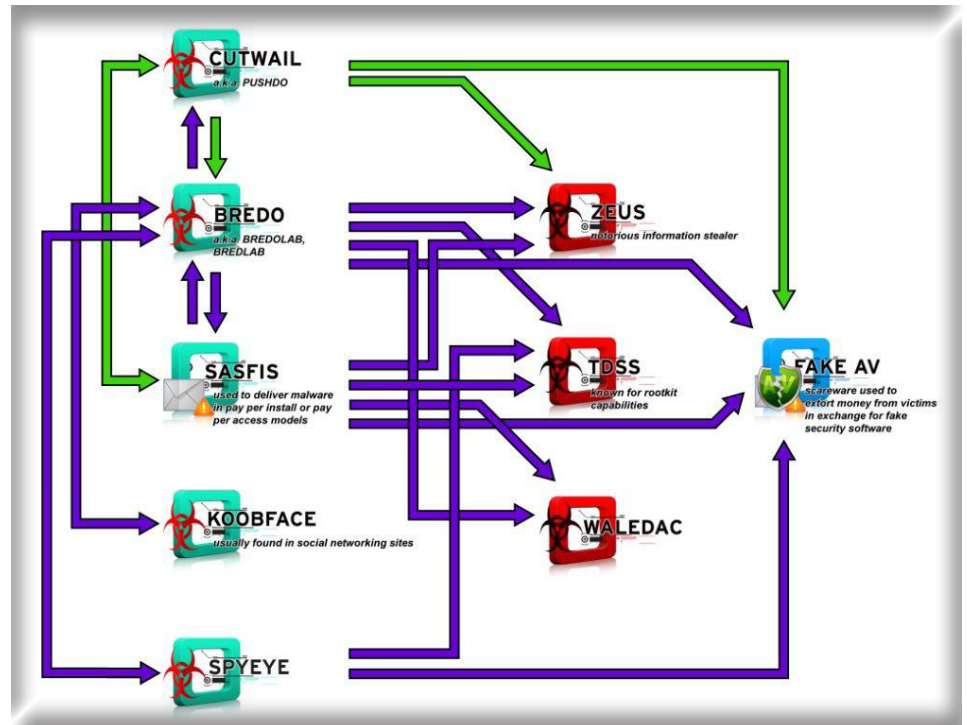 CUTWAIL
a.k.a. PUSHDO
BREDO
a.k.a. BREDOLAB,
BREDLAB
ZEUS
notorious information stealer
SASFIS
used to deliver malware
in pay per install or pay
per access models
TDSS
known for rootkit
capabilities
FAKE AV
scareware used to
extort money from victims
in exchange for fake
security software
KOOBFACE
usually found in social networking sites
WALEDAC
SPYEYE